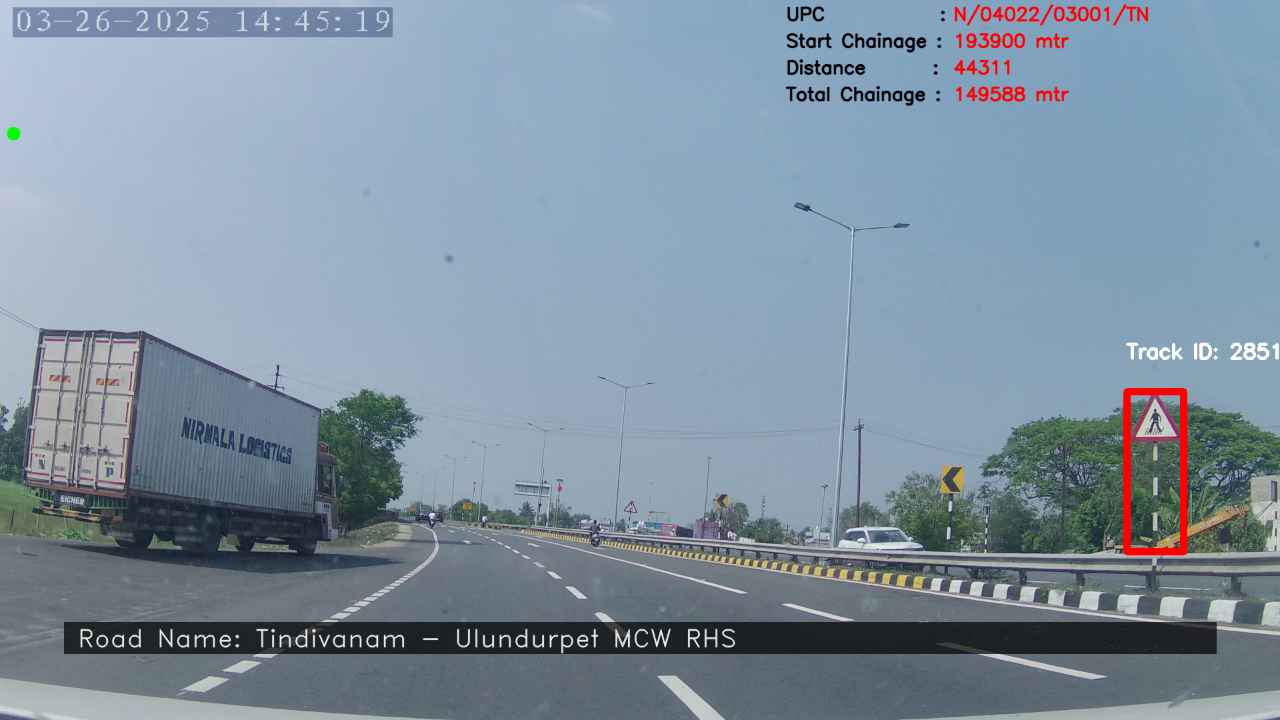 03-26-2025 14:45:19
UPC : N/04022/03001/TN
Start Chainage : 193900 mtr
Distance : 44311
Total Chainage : 149588 mtr
Track ID: 2851
NIRMALA LOGISTICS
EICHER
P
Road Name: Tindivanam - Ulundurpet MCW RHS